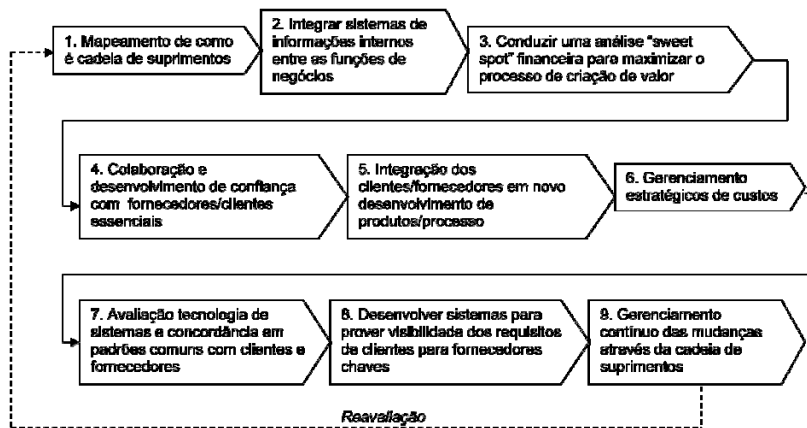 1. Mapeamento de como
é cadeia de suprimentos
2. Integrar sistemas de
informações internos
entre as funções de
negócios
3. Conduzir uma análise “sweet
spot” financeira para maximizar o
processo de criação de valor
4. Colaboração e
desenvolvimento de confiança
com fornecedores/clientes
essenciais
5. Integração dos
clientes/fornecedores em novo
desenvolvimento de
produtos/processo
6. Gerenciamento
estratégicos de custos
7. Avaliação tecnologia de
sistemas e concordância em
padrões comuns com clientes e
fornecedores
8. Desenvolver sistemas para
prover visibilidade dos requisitos
de clientes para fornecedores
chaves
9. Gerenciamento
contínuo das mudanças
através da cadeia de
suprimentos
Reavaliação